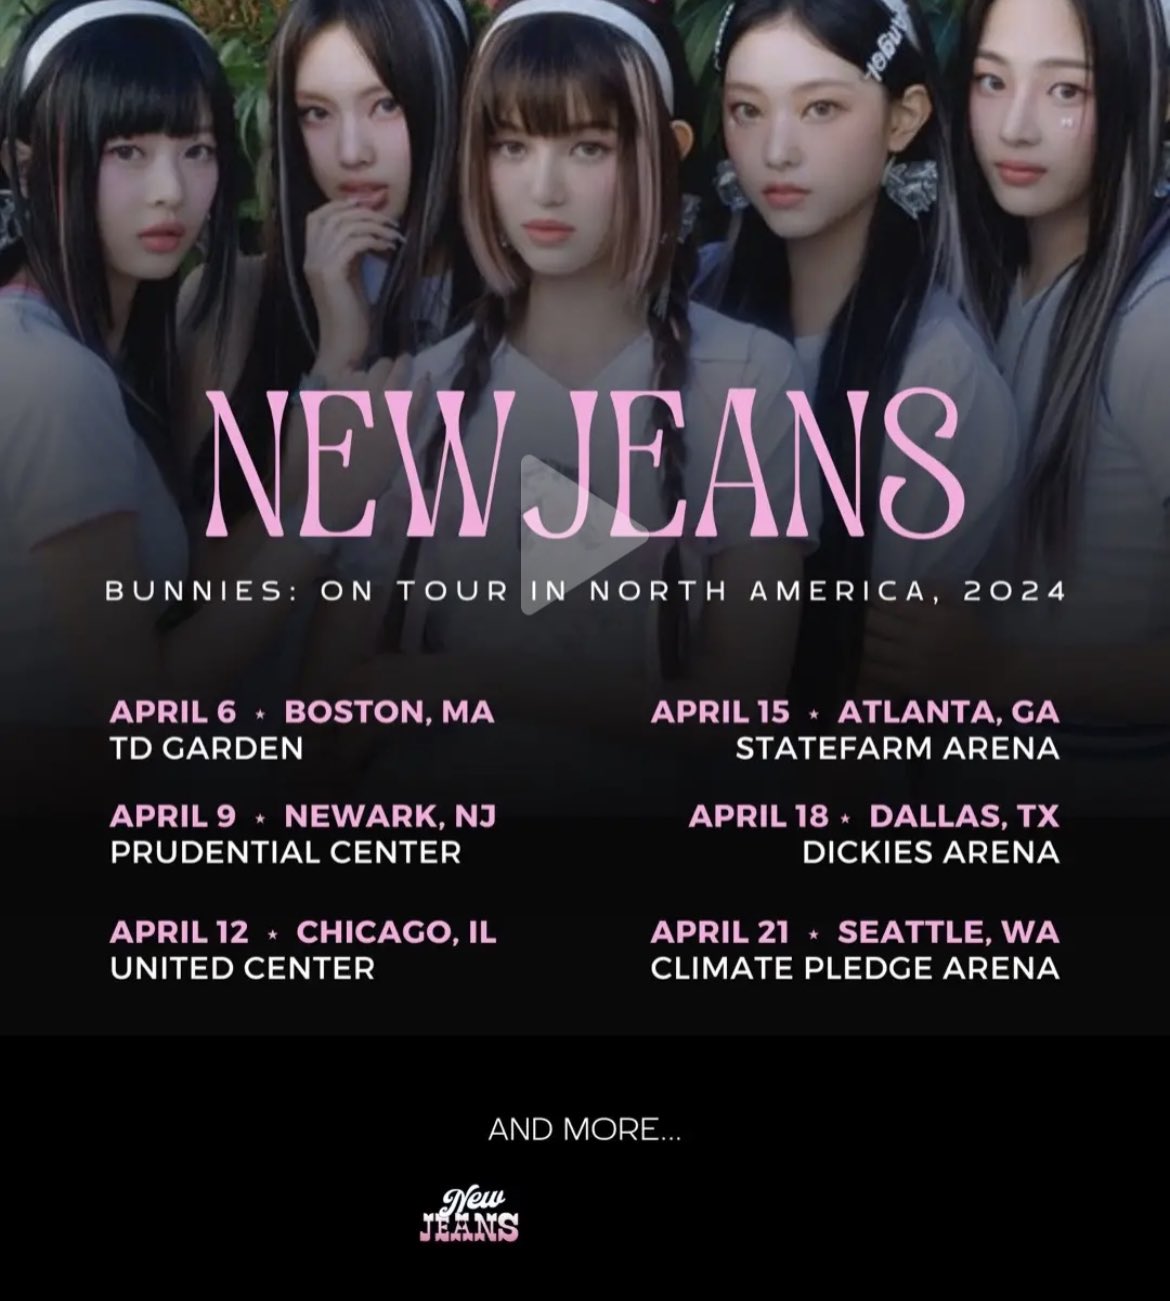 NEW JEANS
BUNNIES: ON TOUR IN NORTH AMERICA, 2024
APRIL 6 ★ BOSTON, MA
TD GARDEN
APRIL 9 ★ NEWARK, NJ
PRUDENTIAL CENTER
APRIL 12 ★ CHICAGO, IL
UNITED CENTER
APRIL 15 ★ ATLANTA, GA
STATEFARM ARENA
APRIL 18 ★ DALLAS, TX
DICKIES ARENA
APRIL 21 ★ SEATTLE, WA
CLIMATE PLEDGE ARENA
AND MORE...
New
JEANS